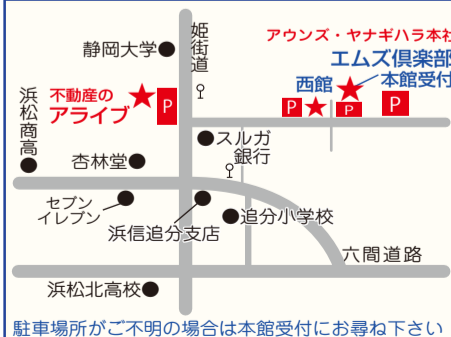 アウンズ・ヤナギハラ本社
静岡大学
姫街道
エムズ倶楽部
本館受付
西館
不動産の
アライブ
P
P
P
P
浜松商高
スルガ
銀行
杏林堂
セブン
イレブン
浜信追分支店
追分小学校
六間道路
浜松北高校
駐車場所がご不明の場合は本館受付にお尋ね下さい